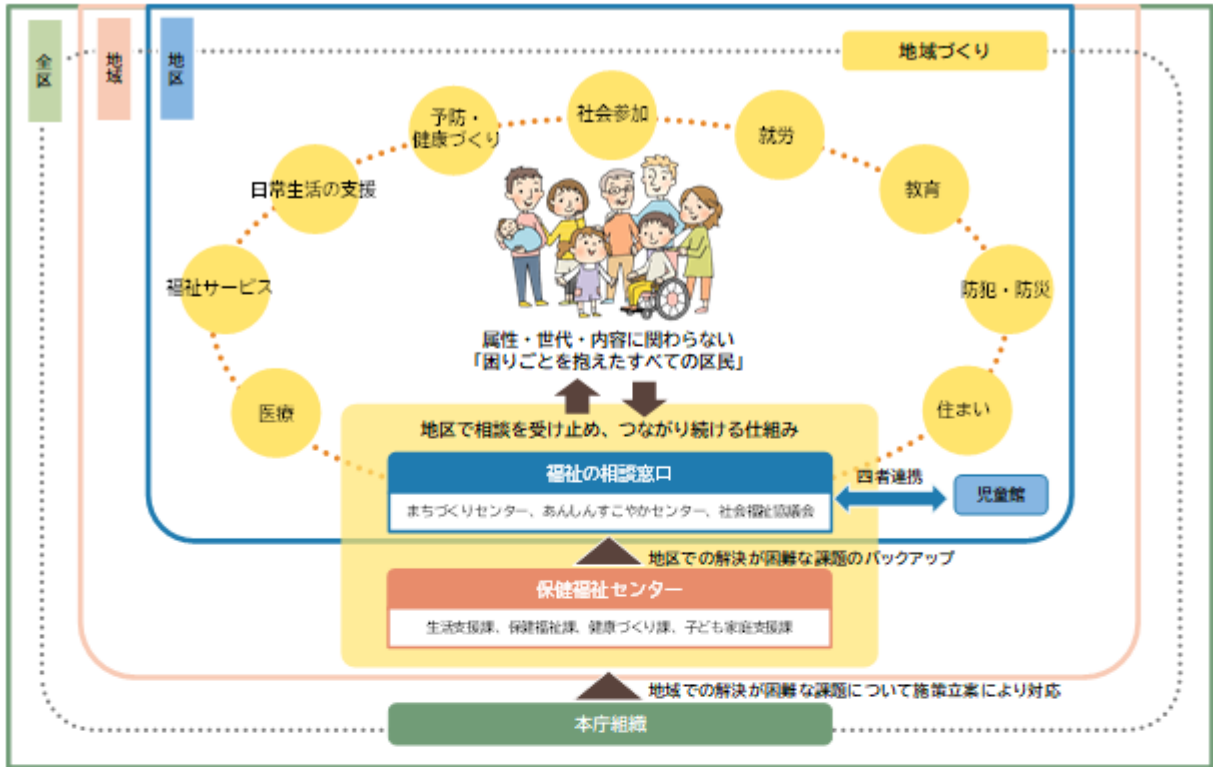 全区
地域
地区
地域づくり
社会参加
予防・
健康づくり
就労
日常生活の支援
教育
福祉サービス
防犯・防災
医療
住まい
属性・世代・内容に関わらない
「困りごとを抱えたすべての区民」
地区で相談を受け止め、つながり続ける仕組み
福祉の相談窓口
まちづくりセンター、あんしんすこやかセンター、社会福祉協議会
四者連携
児童館
地区での解決が困難な課題のバックアップ
保健福祉センター
生活支援課、保健福祉課、健康づくり課、子ども家庭支援課
地域での解決が困難な課題について施策立案により対応
本庁組織